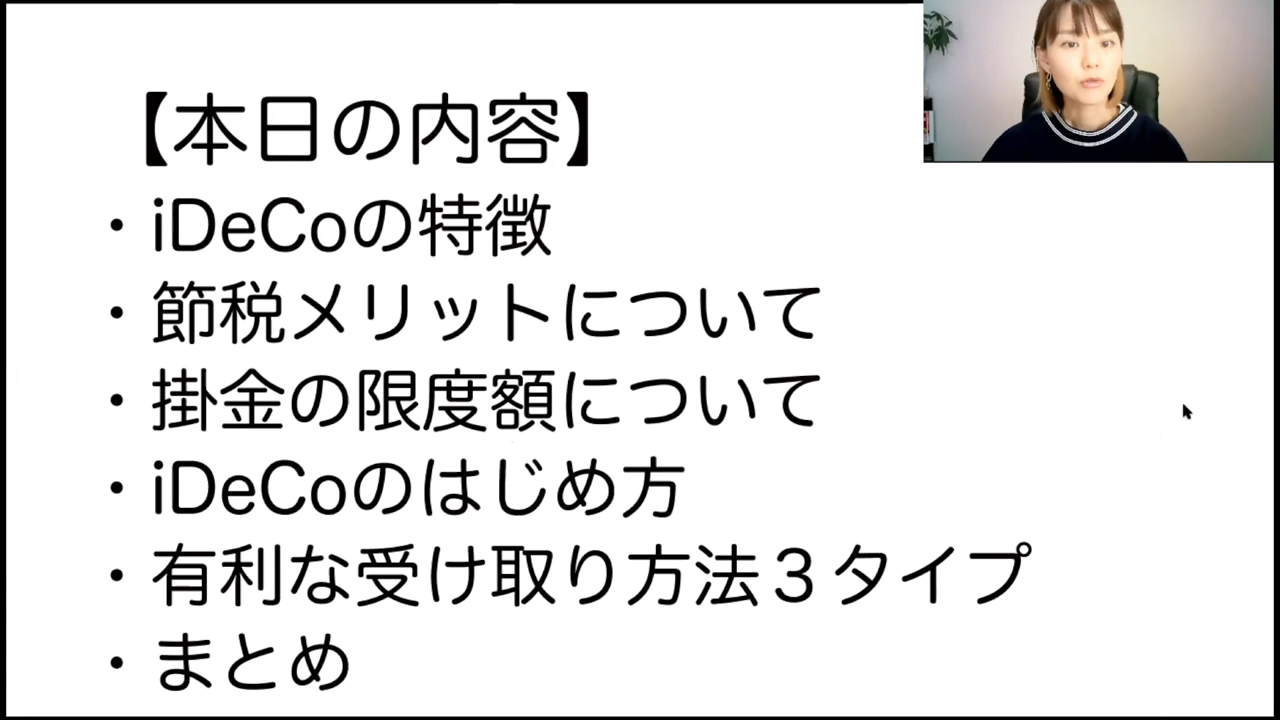 【本日の内容】
・iDeCoの特徴
・節税メリットについて
・掛金の限度額について
・iDeCoのはじめ方
・有利な受け取り方法３タイプ
・まとめ